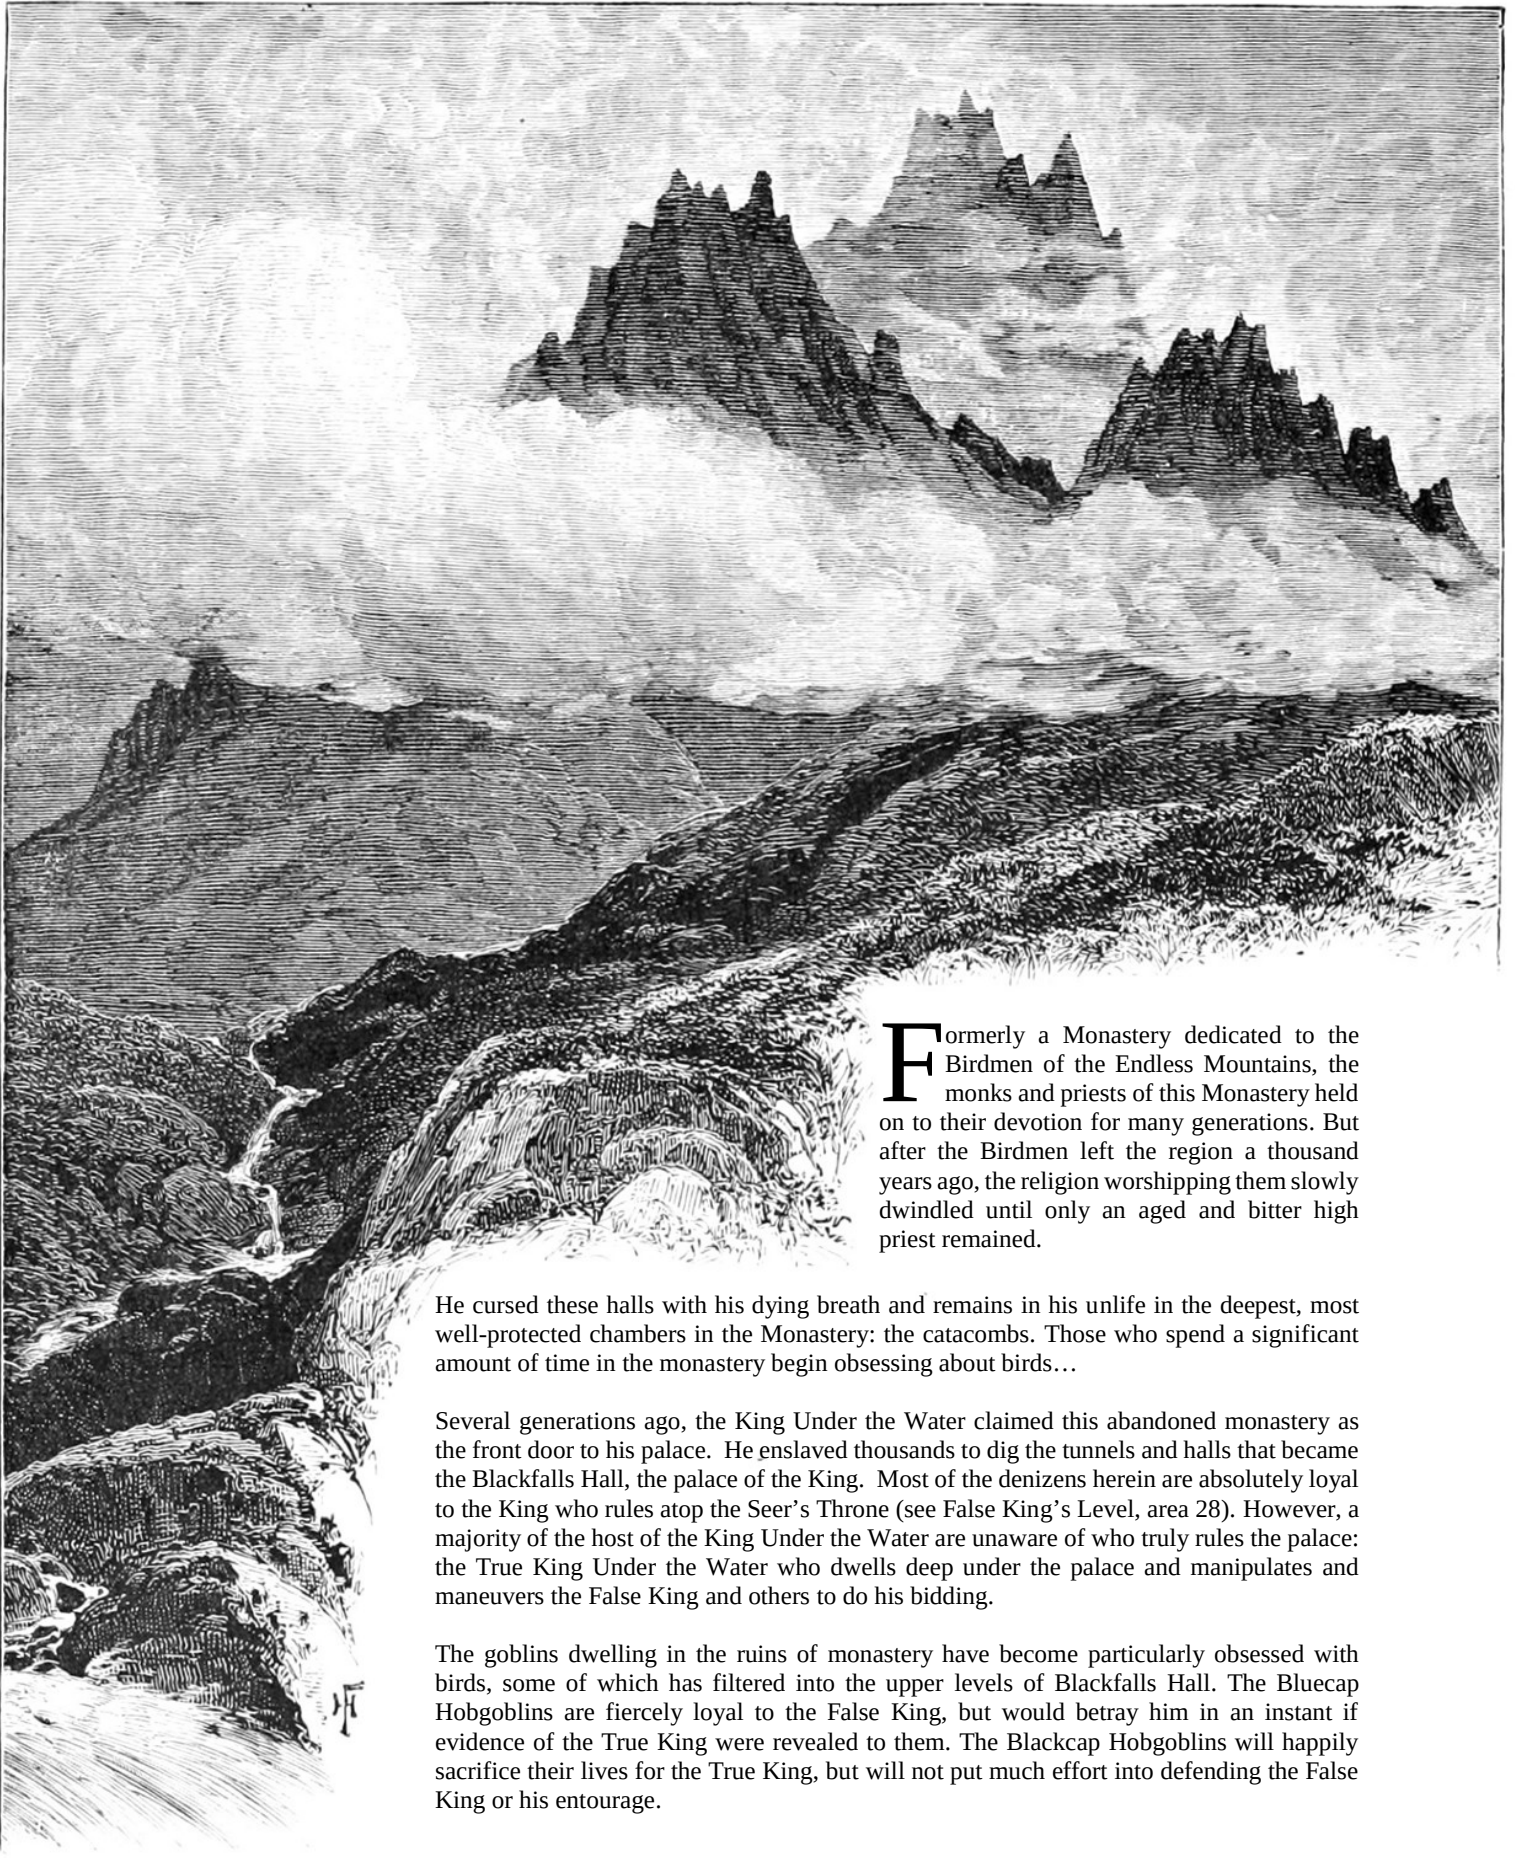 Formerly a Monastery dedicated to the
Birdmen of the Endless Mountains, the
monks and priests of this Monastery held
on to their devotion for many generations. But
after the Birdmen left the region a thousand
years ago, the religion worshipping them slowly
dwindled until only an aged and bitter high
priest remained.
He cursed these halls with his dying breath and remains in his unlife in the deepest, most
well-protected chambers in the Monastery: the catacombs. Those who spend a significant
amount of time in the monastery begin obsessing about birds…
Several generations ago, the King Under the Water claimed this abandoned monastery as
the front door to his palace.  He enslaved thousands to dig the tunnels and halls that became
the Blackfalls Hall, the palace of the King.  Most of the denizens herein are absolutely loyal
to the King who rules atop the Seer’s Throne (see False King’s Level, area 28). However, a
majority of the host of the King Under the Water are unaware of who truly rules the palace:
the True King Under the Water who dwells deep under the palace and manipulates and
maneuvers the False King and others to do his bidding.
The goblins dwelling in the ruins of monastery have become particularly obsessed with
birds, some of which has filtered into the upper levels of Blackfalls Hall. The Bluecap
Hobgoblins are fiercely loyal to the False King, but would betray him in an instant if
evidence of the True King were revealed to them. The Blackcap Hobgoblins will happily
sacrifice their lives for the True King, but will not put much effort into defending the False
King or his entourage.